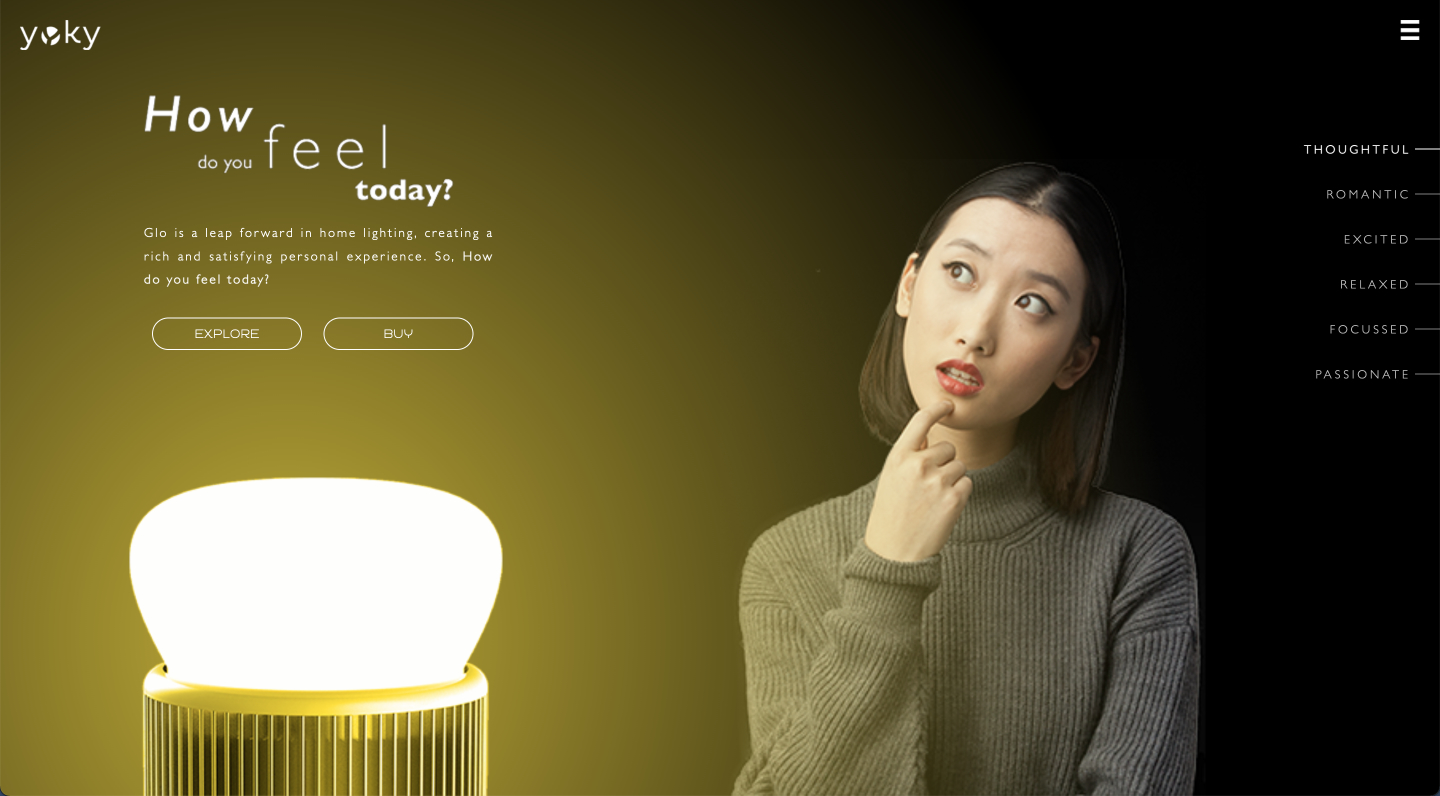 yoky
How
do you feel
today?
Glo is a leap forward in home lighting, creating a
rich and satisfying personal experience. So, How
do you feel today?
EXPLORE BUY
THOUGHTFUL
ROMANTIC
EXCITED
RELAXED
FOCUSSED
PASSIONATE